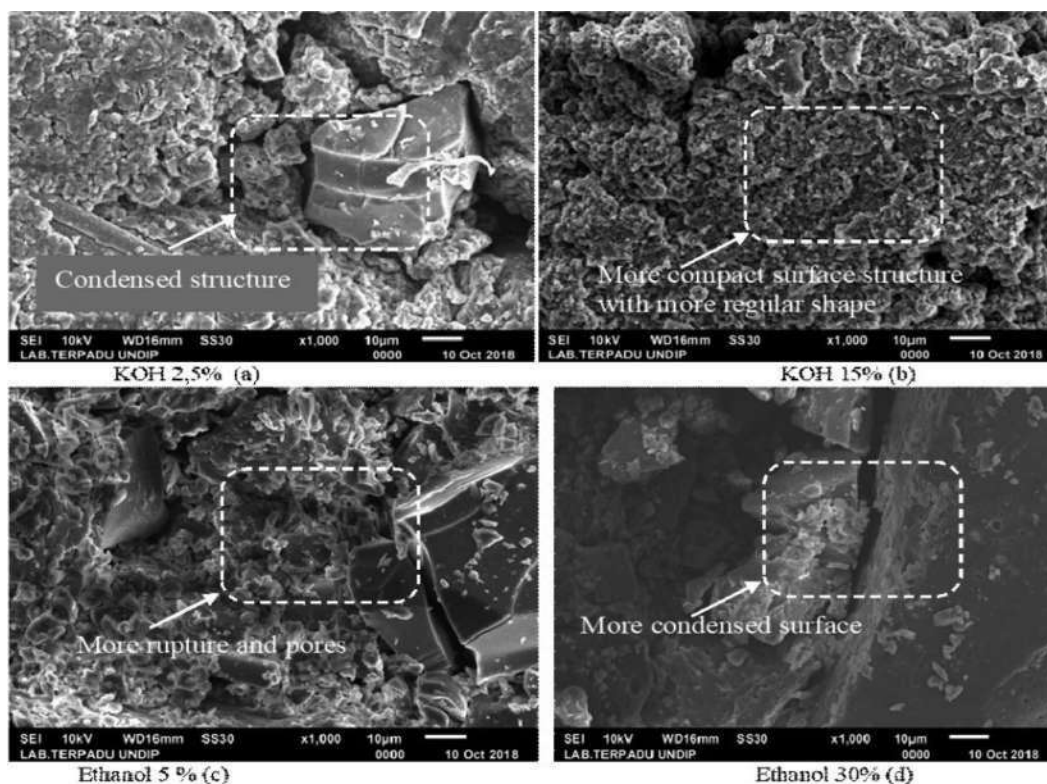 Condensed structure
SEI 10kV WD16mm SS30 x1,000 10µm
LAB.TERPADU UNDIP 0000 10 Oct 2018
KOH 2,5% (a)
More compact surface structure
with more regular shape
SEI 10kV WD16mm SS30 x1,000 10µm
LAB.TERPADU UNDIP 0000 10 Oct 2018
KOH 15% (b)
More rupture and pores
SEI 10kV WD16mm SS30 x1,000 10µm
LAB.TERPADU UNDIP 0000 10 Oct 2018
Ethanol 5 % (c)
More condensed surface
SEI 10kV WD16mm SS30 x1,000 10µm
LAB.TERPADU UNDIP 0000 10 Oct 2018
Ethanol 30% (d)